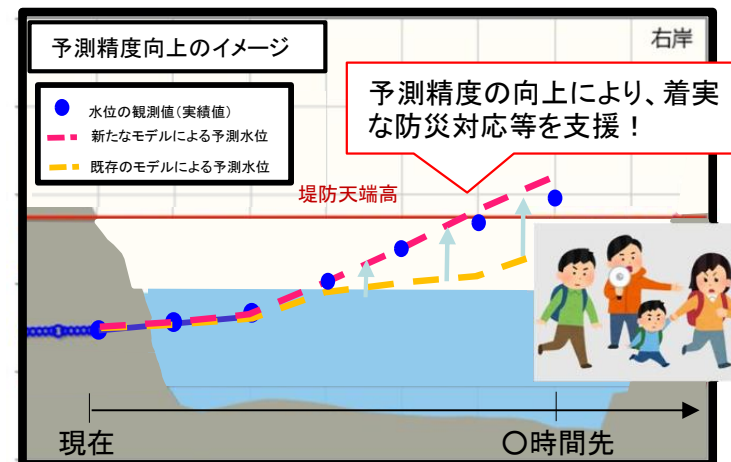 予測精度向上のイメージ
右岸
水位の観測値(実績値)
新たなモデルによる予測水位
既存のモデルによる予測水位
予測精度の向上により、着実
な防災対応等を支援！
堤防天端高
現在
〇時間先